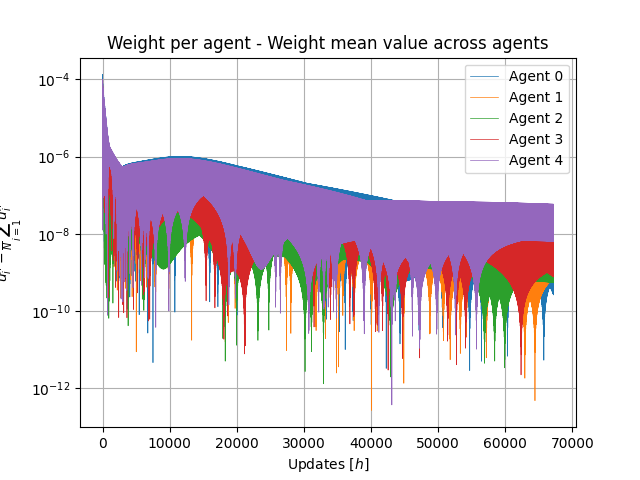 Weight per agent - Weight mean value across agents
Agent 0
Agent 1
Agent 2
Agent 3
Agent 4
10⁻⁴
10⁻⁶
10⁻⁸
10⁻¹⁰
10⁻¹²
0 10000 20000 30000 40000 50000 60000 70000
Updates [h]